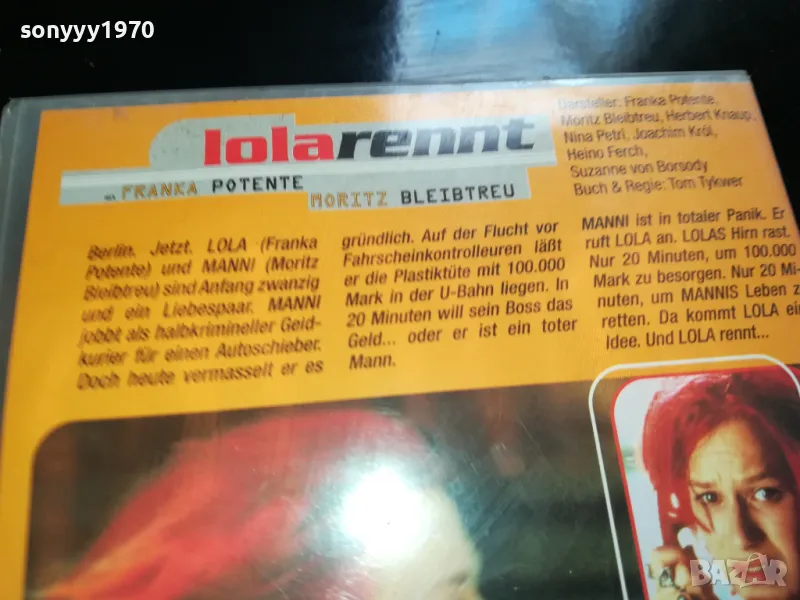 sonyyy1970
lolarennt
FRANKA POTENTE
MORITZ BLEIBTREU
Darsteller: Franka Potente,
Moritz Bleibtreu, Herbert Knaup,
Nina Petri, Joachim Król,
Heino Ferch,
Suzanne von Borsody
Buch & Regie: Tom Tykwer
Berlin. Jetzt. LOLA (Franka
Potente) und MANNI (Moritz
Bleibtreu) sind Anfang zwanzig
und ein Liebespaar. MANNI
jobbt als halbkrimineller Geld-
kurier für einen Autoschieber.
Doch heute vermasselt er es
gründlich. Auf der Flucht vor
Fahrscheinkontrolleuren läßt
er die Plastiktüte mit 100.000
Mark in der U-Bahn liegen. In
20 Minuten will sein Boss das
Geld... oder er ist ein toter
Mann.
MANNI ist in totaler Panik. Er
ruft LOLA an. LOLAS Hirn rast.
Nur 20 Minuten, um 100.000
Mark zu besorgen. Nur 20 Mi-
nuten, um MANNIS Leben z
retten. Da kommt LOLA ei
Idee. Und LOLA rennt...
BAZAR